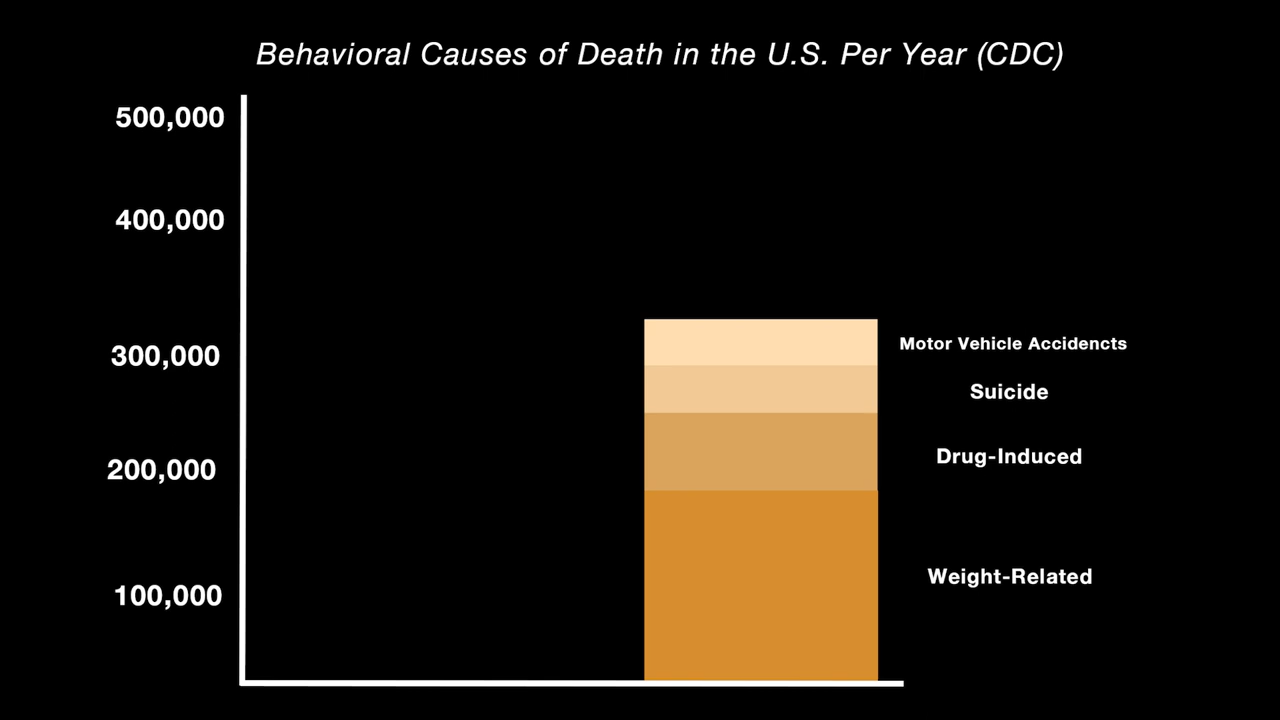 Behavioral Causes of Death in the U.S. Per Year (CDC)
500,000
400,000
300,000
200,000
100,000
Motor Vehicle Accidencts
Suicide
Drug-Induced
Weight-Related